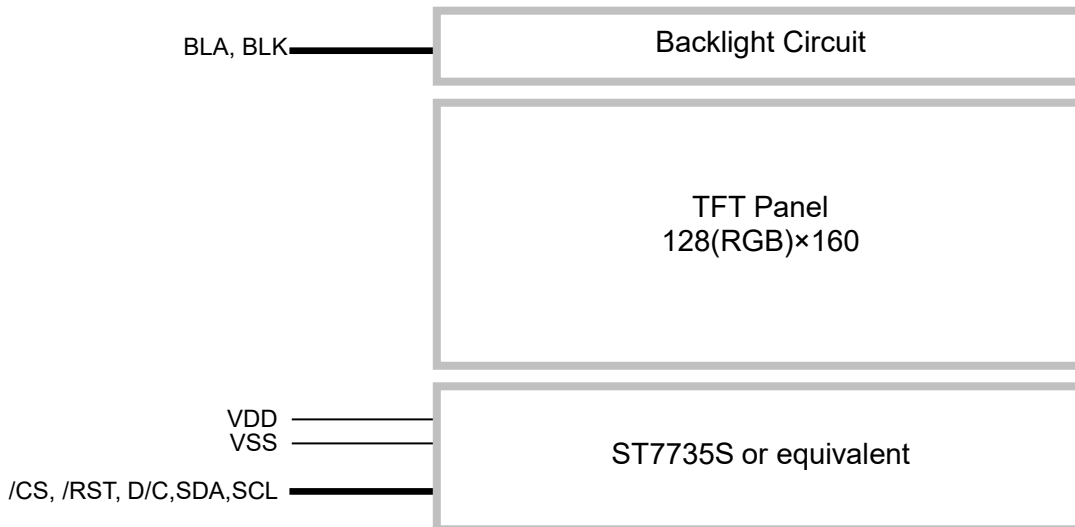 BLA, BLK
Backlight Circuit
TFT Panel
128(RGB)×160
VDD
VSS
ST7735S or equivalent
/CS, /RST, D/C,SDA,SCL